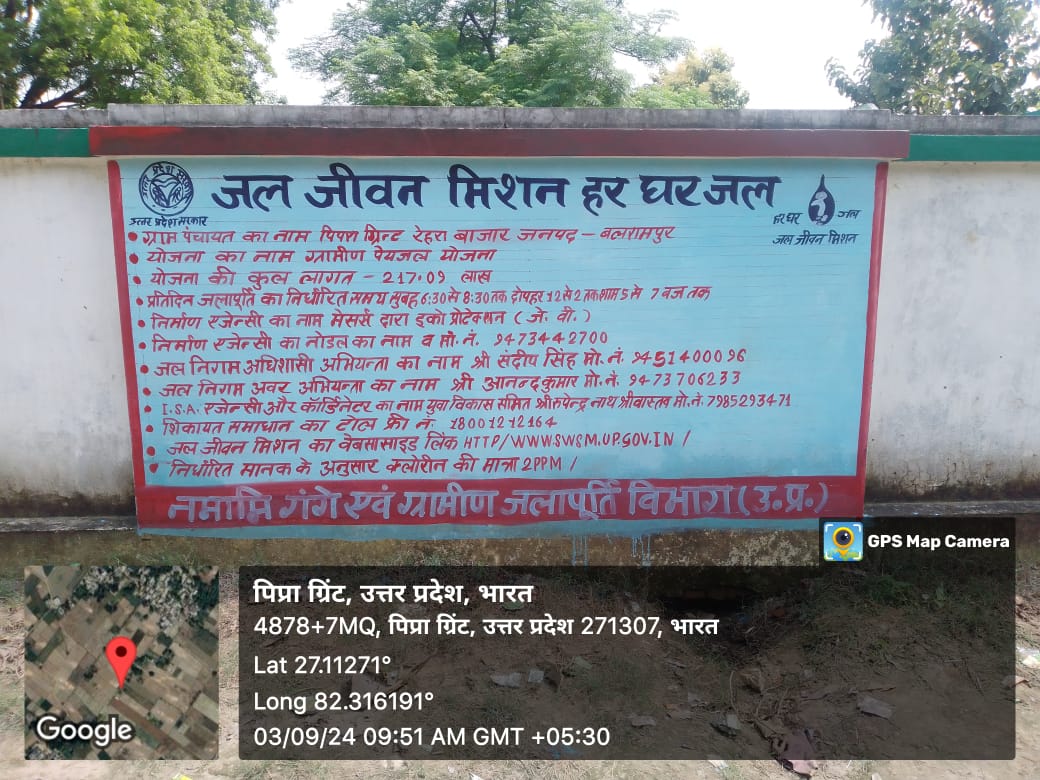 जल जीवन मिशन हर घर जल
उत्तर प्रदेश सरकार
हर घर जल
जल जीवन मिशन
• ग्राम पंचायत का नाम पिपरा ग्रिन्ट रेहरा बाजार जनपद - बलरामपुर
• योजना का नाम ग्रामीण पेयजल योजना
• योजना की कुल लागत - 217.09 लाख
• प्रतिदिन जलापूर्ति का निर्धारित समय सुबह 6:30 से 8:30 तक दोपहर 12 से 2 तक शाम 5 से 7 बजे तक
• निर्माण एजेन्सी का नाम मेसर्स दारा इको प्रोटेक्शन (जे. वी.)
• निर्माण एजेन्सी का नोडल का नाम व मो. नं. 9473442700
• जल निगम अधिशासी अभियन्ता का नाम श्री संदीप सिंह मो. नं. 9451400096
• जल निगम अवर अभियन्ता का नाम श्री आनन्दकुमार मो. नं. 9473706233
• I.S.A. एजेन्सी और कॉर्डिनेटर का नाम युवा विकास समित श्री रुपेन्द्र नाथ श्रीवास्तव मो. नं. 7985293471
• शिकायत समाधान का टोल फ्री नं. 18001212164
• जल जीवन मिशन का वेबसासाइड लिंक HTTP/WWW.SWSM.UP.GOV.IN /
• निर्धारित मानक के अनुसार क्लोरीन की मात्रा 2PPM /
नमामि गंगे एवं ग्रामीण जलापूर्ति विभाग (उ.प्र.)
GPS Map Camera
पिप्रा ग्रिंट, उत्तर प्रदेश, भारत
4878+7MQ, पिप्रा ग्रिंट, उत्तर प्रदेश 271307, भारत
Lat 27.11271°
Long 82.316191°
03/09/24 09:51 AM GMT +05:30
Google